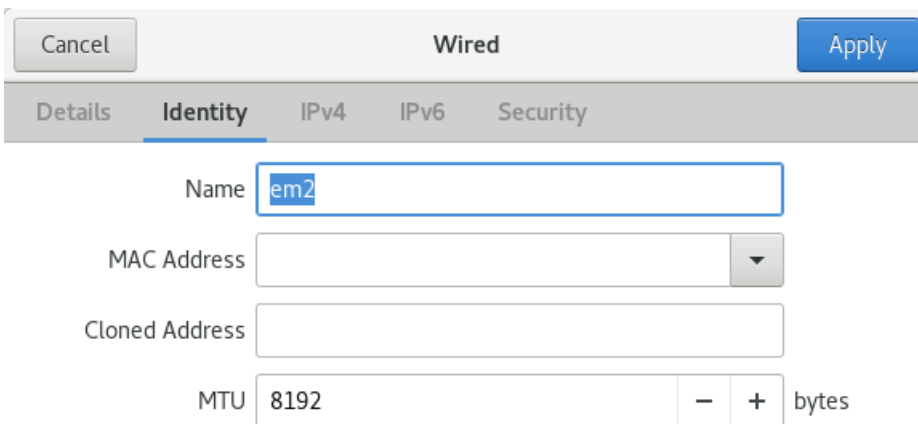 Cancel Wired Apply
Details Identity IPv4 IPv6 Security
Name em2
MAC Address
Cloned Address
MTU 8192 − + bytes